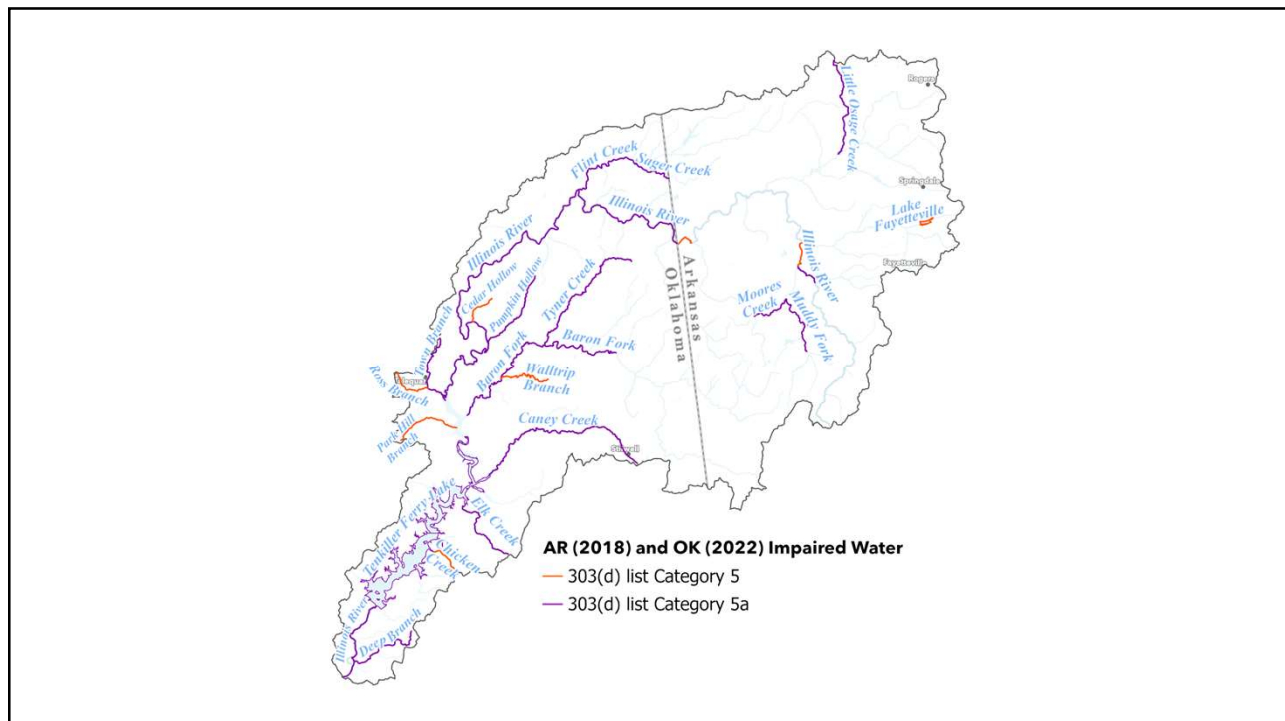 Rogers
Little Osage Creek
Flint Creek
Sager Creek
Springdale
Lake
Fayetteville
Illinois River
Illinois River
Illinois River
Fayetteville
Arkansas
Oklahoma
Cedar Hollow
Pumpkin Hollow
Tyner Creek
Moores
Creek
Muddy Fork
Town Branch
Baron Fork
Baron Fork
Walltrip
Branch
Ross Branch
Caney Creek
Park Hill
Branch
Stilwell
Tenkiller Ferry Lake
Elk Creek
Chicken
Creek
Illinois River
Deep Branch
AR (2018) and OK (2022) Impaired Water
303(d) list Category 5
303(d) list Category 5a